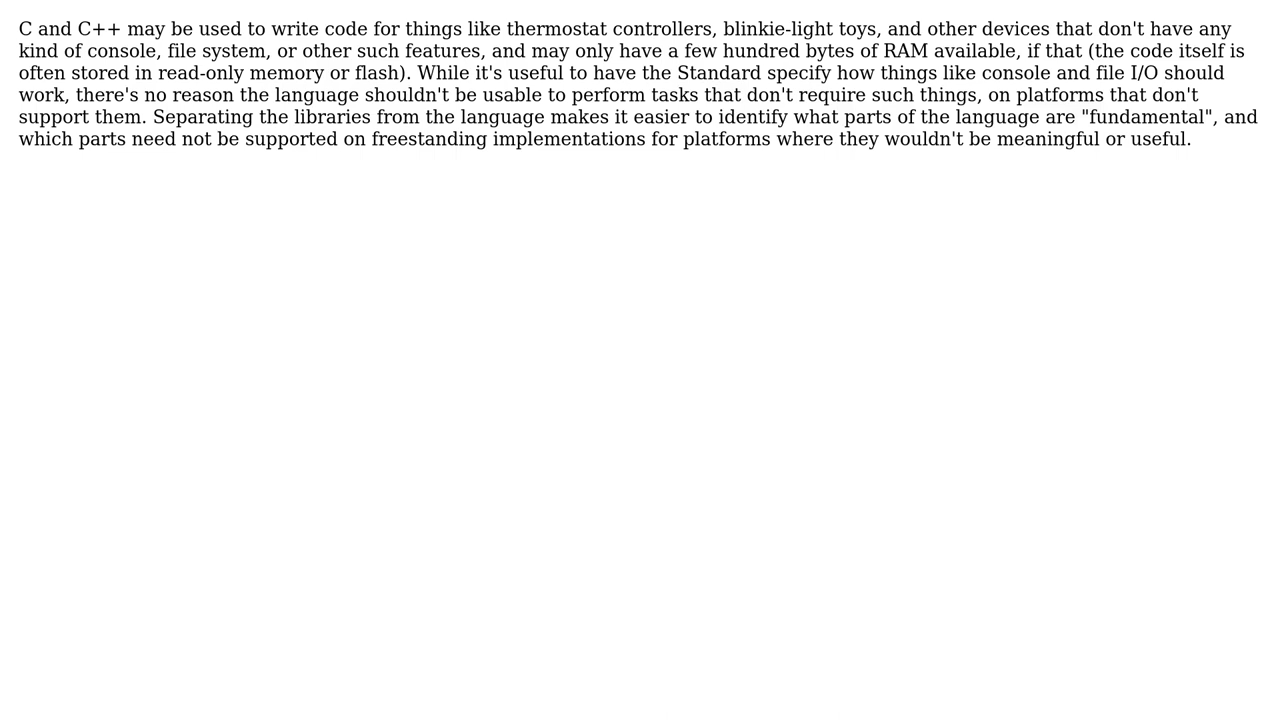 C and C++ may be used to write code for things like thermostat controllers, blinkie-light toys, and other devices that don't have any
kind of console, file system, or other such features, and may only have a few hundred bytes of RAM available, if that (the code itself is
often stored in read-only memory or flash). While it's useful to have the Standard specify how things like console and file I/O should
work, there's no reason the language shouldn't be usable to perform tasks that don't require such things, on platforms that don't
support them. Separating the libraries from the language makes it easier to identify what parts of the language are "fundamental", and
which parts need not be supported on freestanding implementations for platforms where they wouldn't be meaningful or useful.